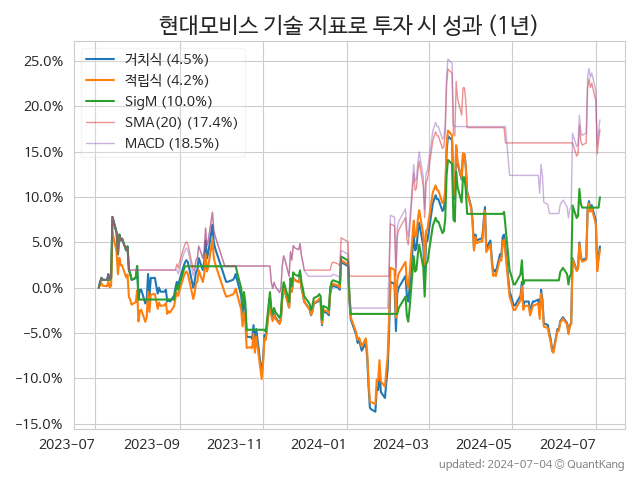 현대모비스 기술 지표로 투자 시 성과 (1년)
거치식 (4.5%)
적립식 (4.2%)
SigM (10.0%)
SMA(20) (17.4%)
MACD (18.5%)
25.0%
20.0%
15.0%
10.0%
5.0%
0.0%
−5.0%
−10.0%
−15.0%
2023-07 2023-09 2023-11 2024-01 2024-03 2024-05 2024-07
updated: 2024-07-04 © QuantKang